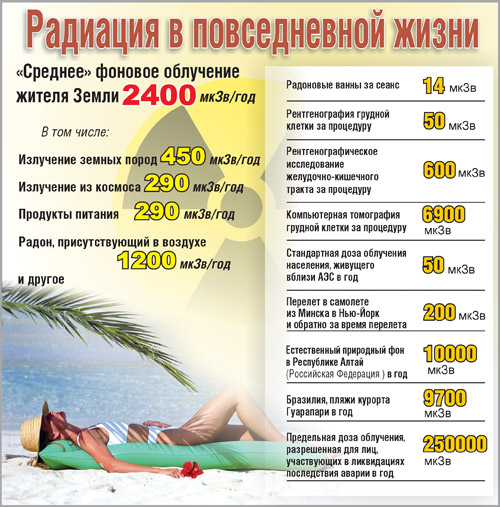 Радиация в повседневной жизни
«Среднее» фоновое облучение
жителя Земли 2400 мкЗв/год
В том числе:
Излучение земных пород 450 мкЗв/год
Излучение из космоса 290 мкЗв/год
Продукты питания 290 мкЗв/год
Радон, присутствующий в воздухе
1200 мкЗв/год
и другое
Радоновые ванны за сеанс 14 мкЗв
Рентгенография грудной
клетки за процедуру 50 мкЗв
Рентгенографическое
исследование
желудочно-кишечного
тракта за процедуру 600 мкЗв
Компьютерная томография
грудной клетки за процедуру 6900
мкЗв
Стандартная доза облучения
населения, живущего
вблизи АЭС в год 50 мкЗв
Перелет в самолете
из Минска в Нью-Йорк
и обратно за время перелета 200 мкЗв
Естественный природный фон
в Республике Алтай
(Российская Федерация ) в год 10000
мкЗв
Бразилия, пляжи курорта
Гуарапари в год 9700
мкЗв
Предельная доза облучения,
разрешенная для лиц,
участвующих в ликвидациях
последствия аварии в год 250000
мкЗв